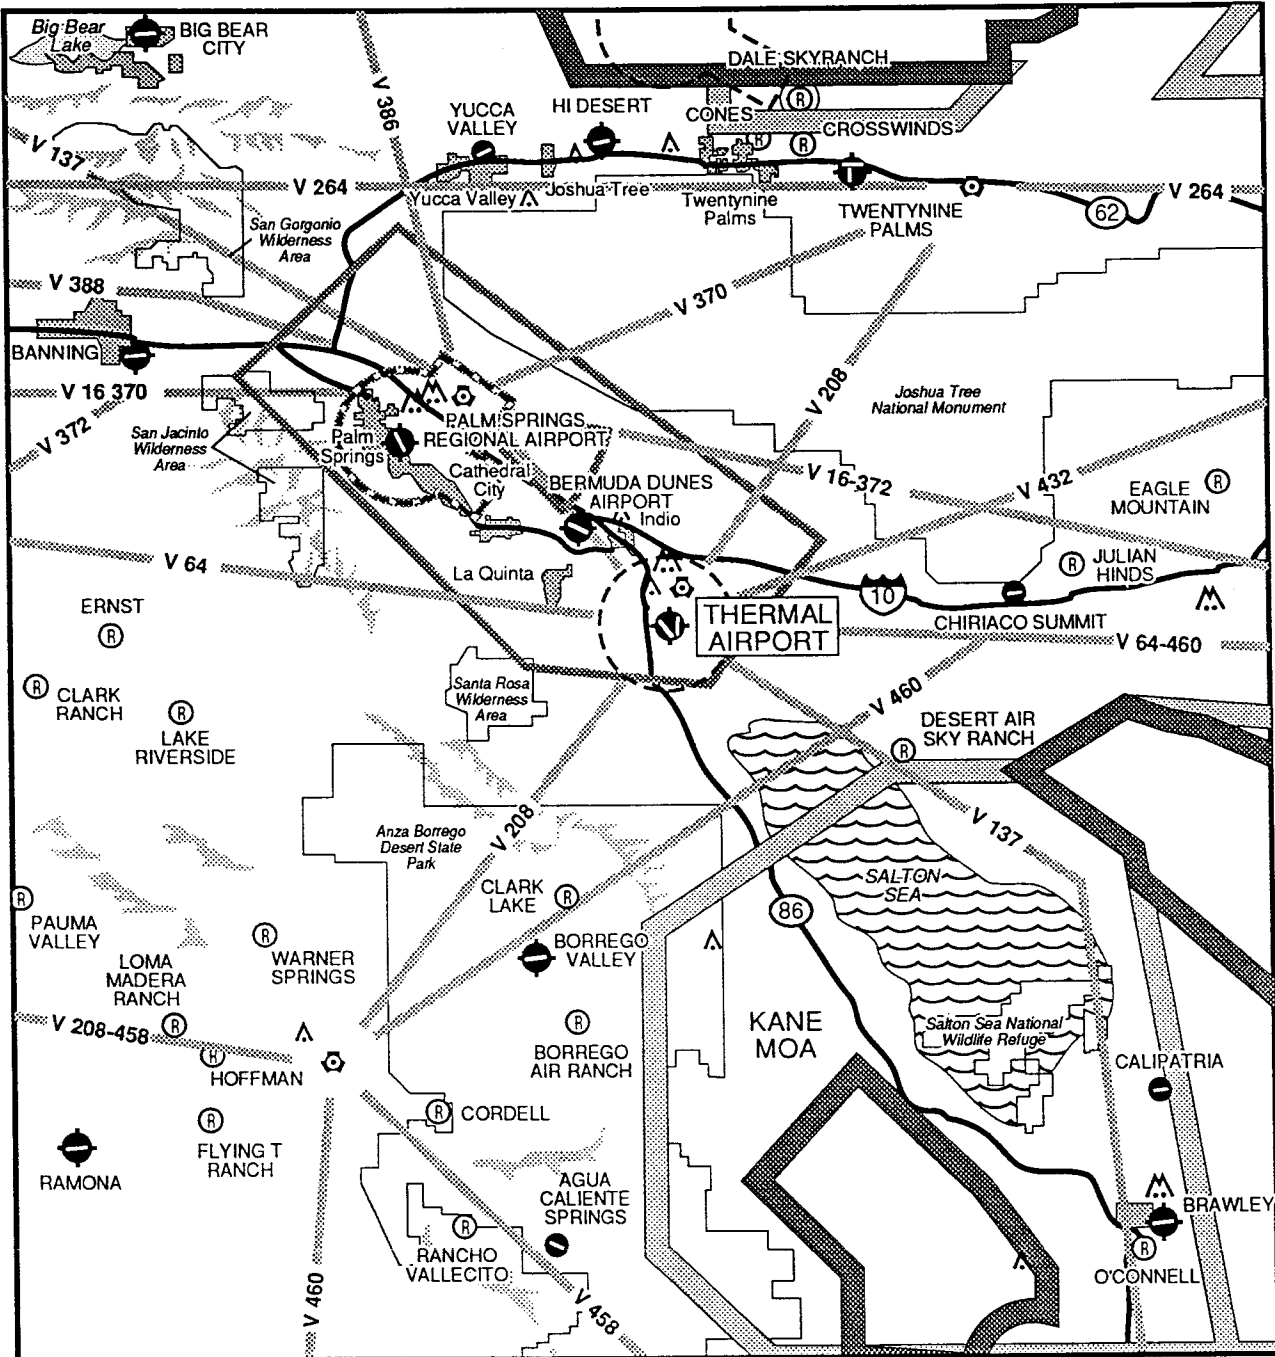 Big Bear
Lake
BIG BEAR
CITY
DALE SKYRANCH
V 386
YUCCA
VALLEY
HI DESERT
CONES
R
R
R
CROSSWINDS
V 137
V 264
Yucca Valley
Joshua Tree
Twentynine
Palms
TWENTYNINE
PALMS
62
V 264
San Gorgonio
Wilderness
Area
V 388
V 370
BANNING
V 16 370
V 372
San Jacinto
Wilderness
Area
Palm
Springs
PALM SPRINGS
REGIONAL AIRPORT
Cathedral
City
V 208
Joshua Tree
National Monument
V 16-372
V 432
EAGLE
MOUNTAIN
R
BERMUDA DUNES
AIRPORT
Indio
V 64
La Quinta
R
JULIAN
HINDS
10
CHIRIACO SUMMIT
THERMAL
AIRPORT
V 64-460
ERNST
R
R
CLARK
RANCH
R
LAKE
RIVERSIDE
Santa Rosa
Wilderness
Area
V 460
DESERT AIR
SKY RANCH
R
V 208
Anza Borrego
Desert State
Park
V 137
SALTON
SEA
CLARK
LAKE
R
86
R
PAUMA
VALLEY
R
WARNER
SPRINGS
LOMA
MADERA
RANCH
R
BORREGO
VALLEY
V 208-458
R
HOFFMAN
R
BORREGO
AIR RANCH
KANE
MOA
Salton Sea National
Wildlife Refuge
CALIPATRIA
R
CORDELL
R
FLYING T
RANCH
RAMONA
AGUA
CALIENTE
SPRINGS
R
RANCHO
VALLECITO
BRAWLEY
R
O'CONNELL
V 460
V 458